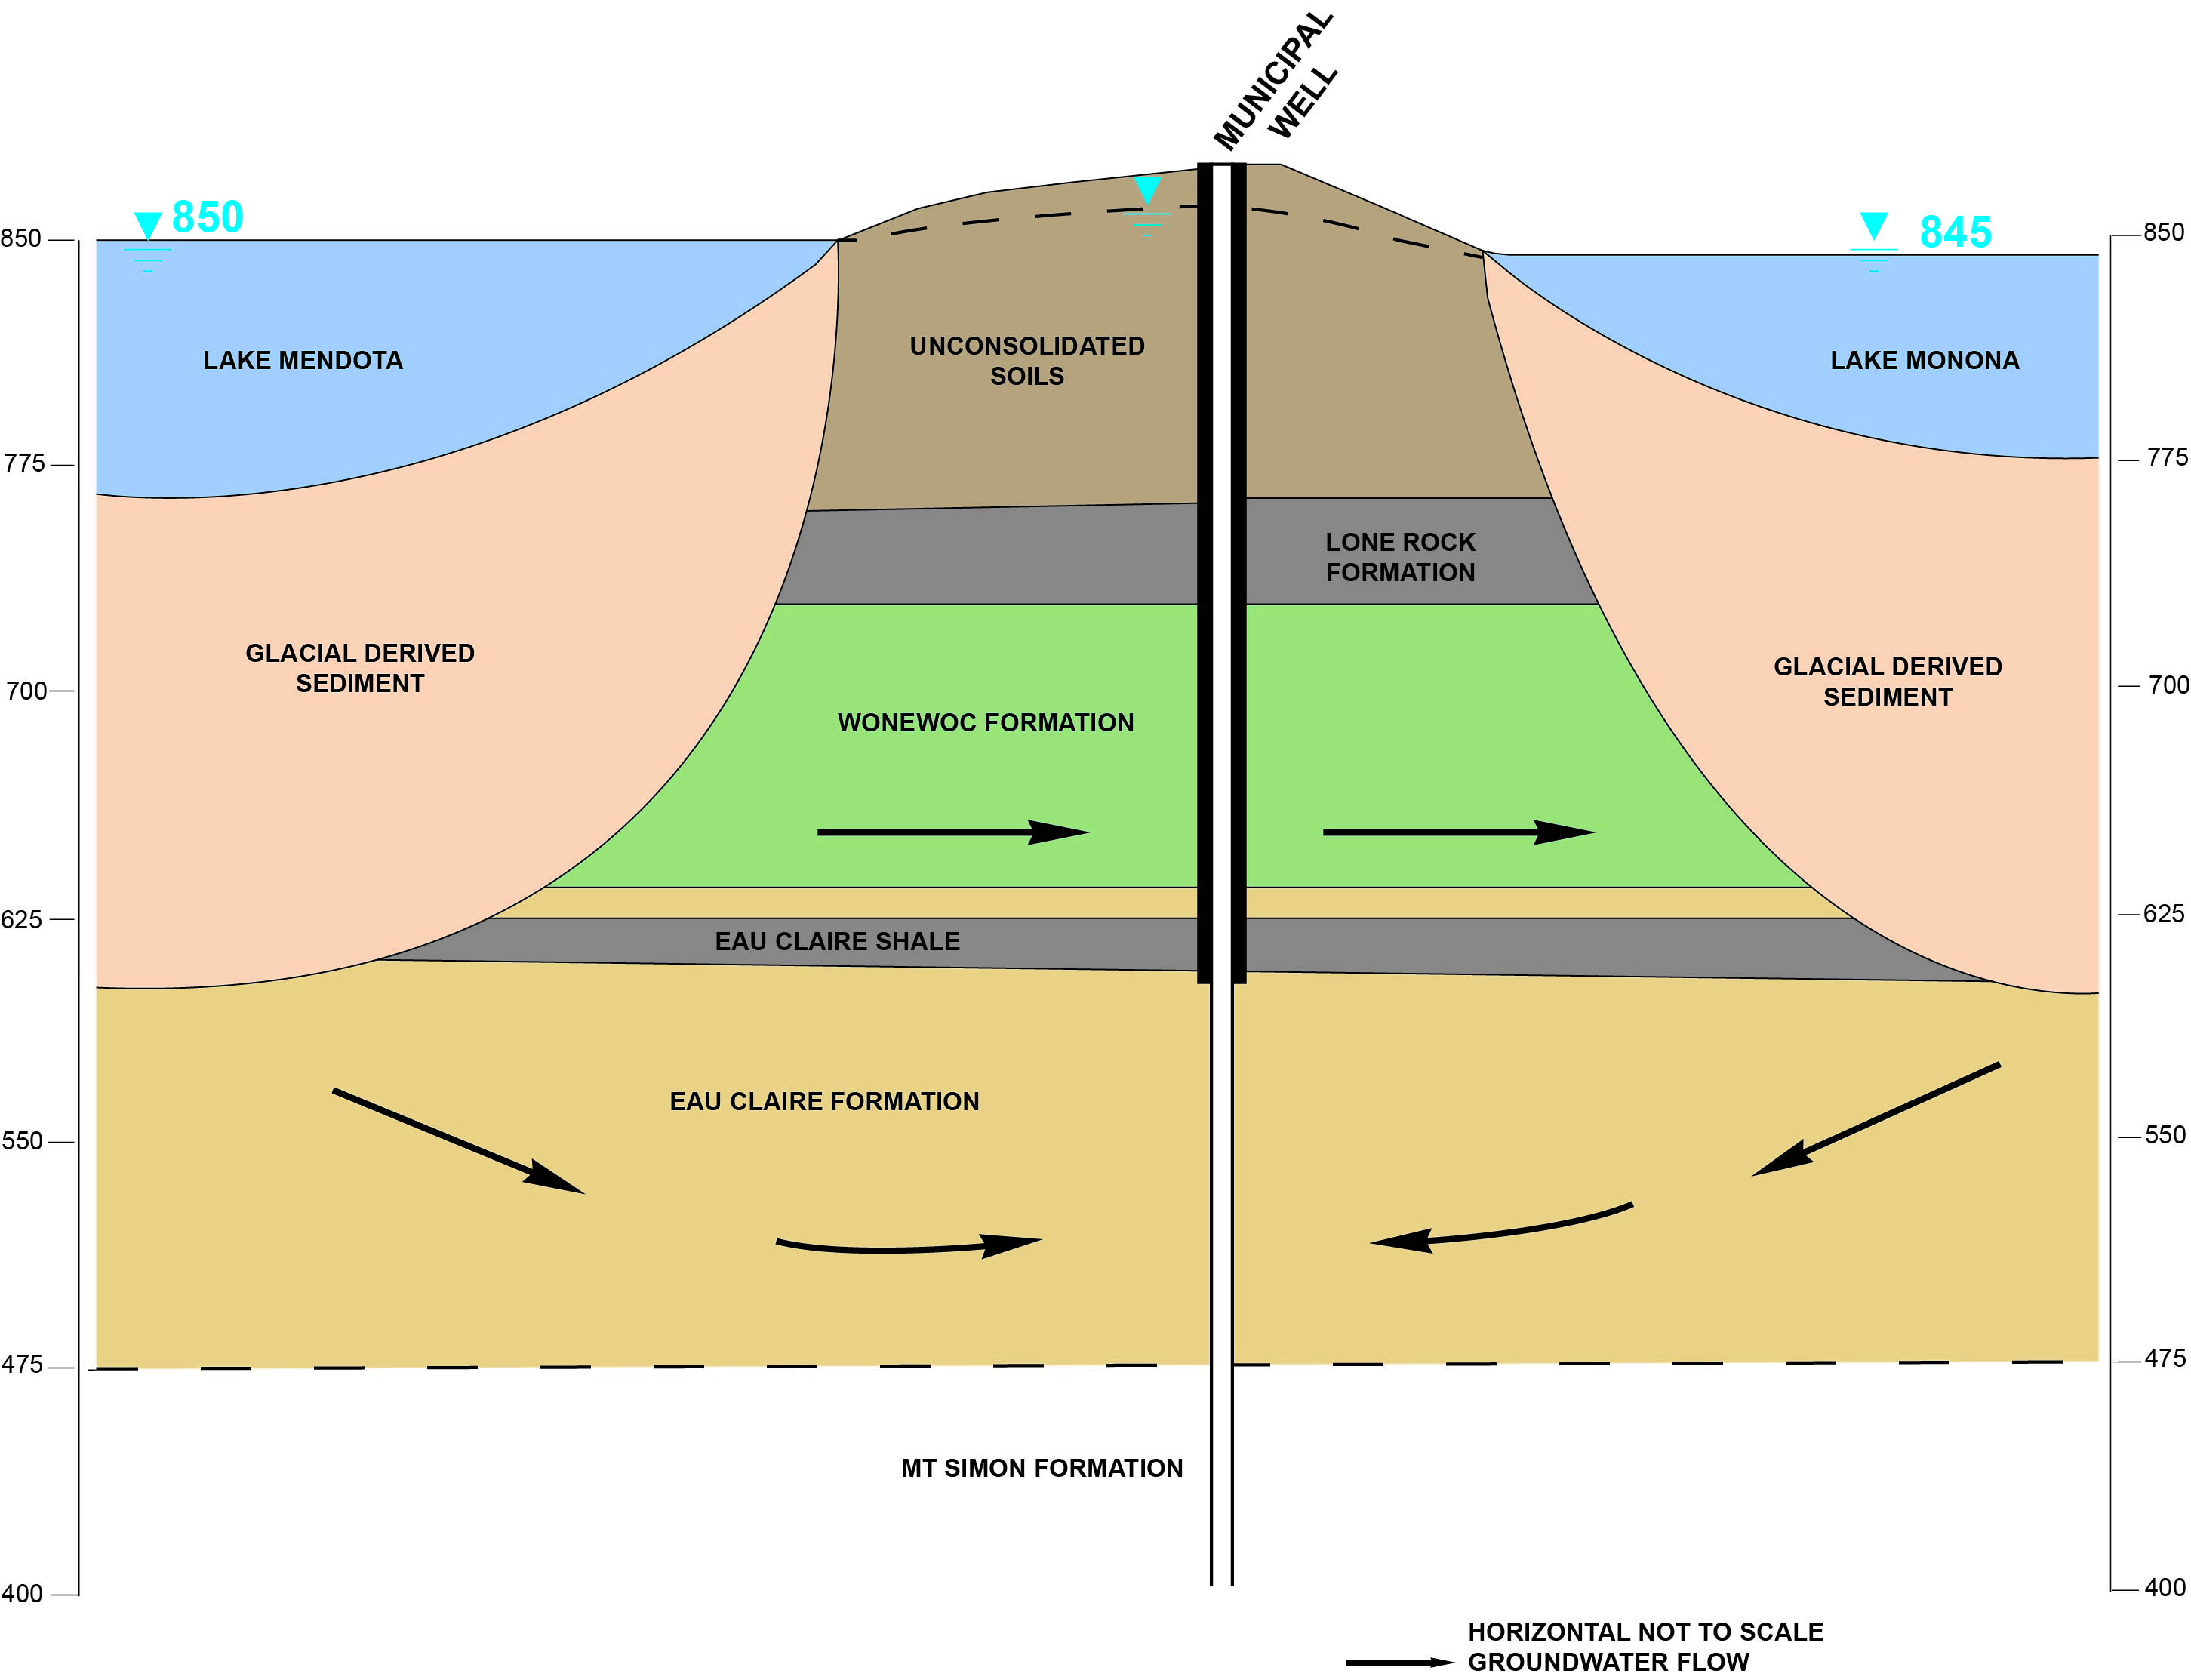 MUNICIPAL
WELL
850
845
850
850
LAKE MENDOTA
UNCONSOLIDATED
SOILS
LAKE MONONA
775
775
LONE ROCK
FORMATION
GLACIAL DERIVED
SEDIMENT
GLACIAL DERIVED
SEDIMENT
700
700
WONEWOC FORMATION
625
625
EAU CLAIRE SHALE
EAU CLAIRE FORMATION
550
550
475
475
MT SIMON FORMATION
400
400
HORIZONTAL NOT TO SCALE
GROUNDWATER FLOW